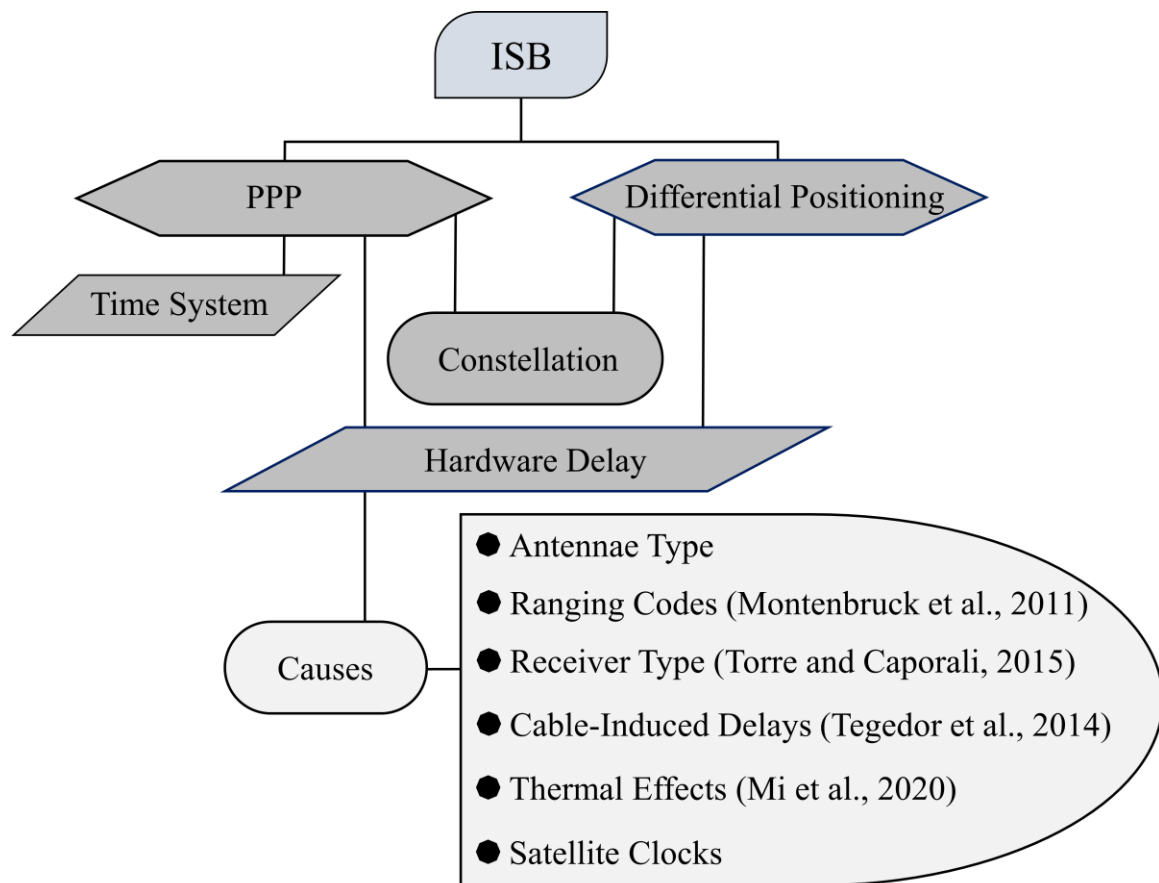 ISB
PPP
Differential Positioning
Time System
Constellation
Hardware Delay
Causes
Antennae Type
Ranging Codes (Montenbruck et al., 2011)
Receiver Type (Torre and Caporali, 2015)
Cable-Induced Delays (Tegedor et al., 2014)
Thermal Effects (Mi et al., 2020)
Satellite Clocks